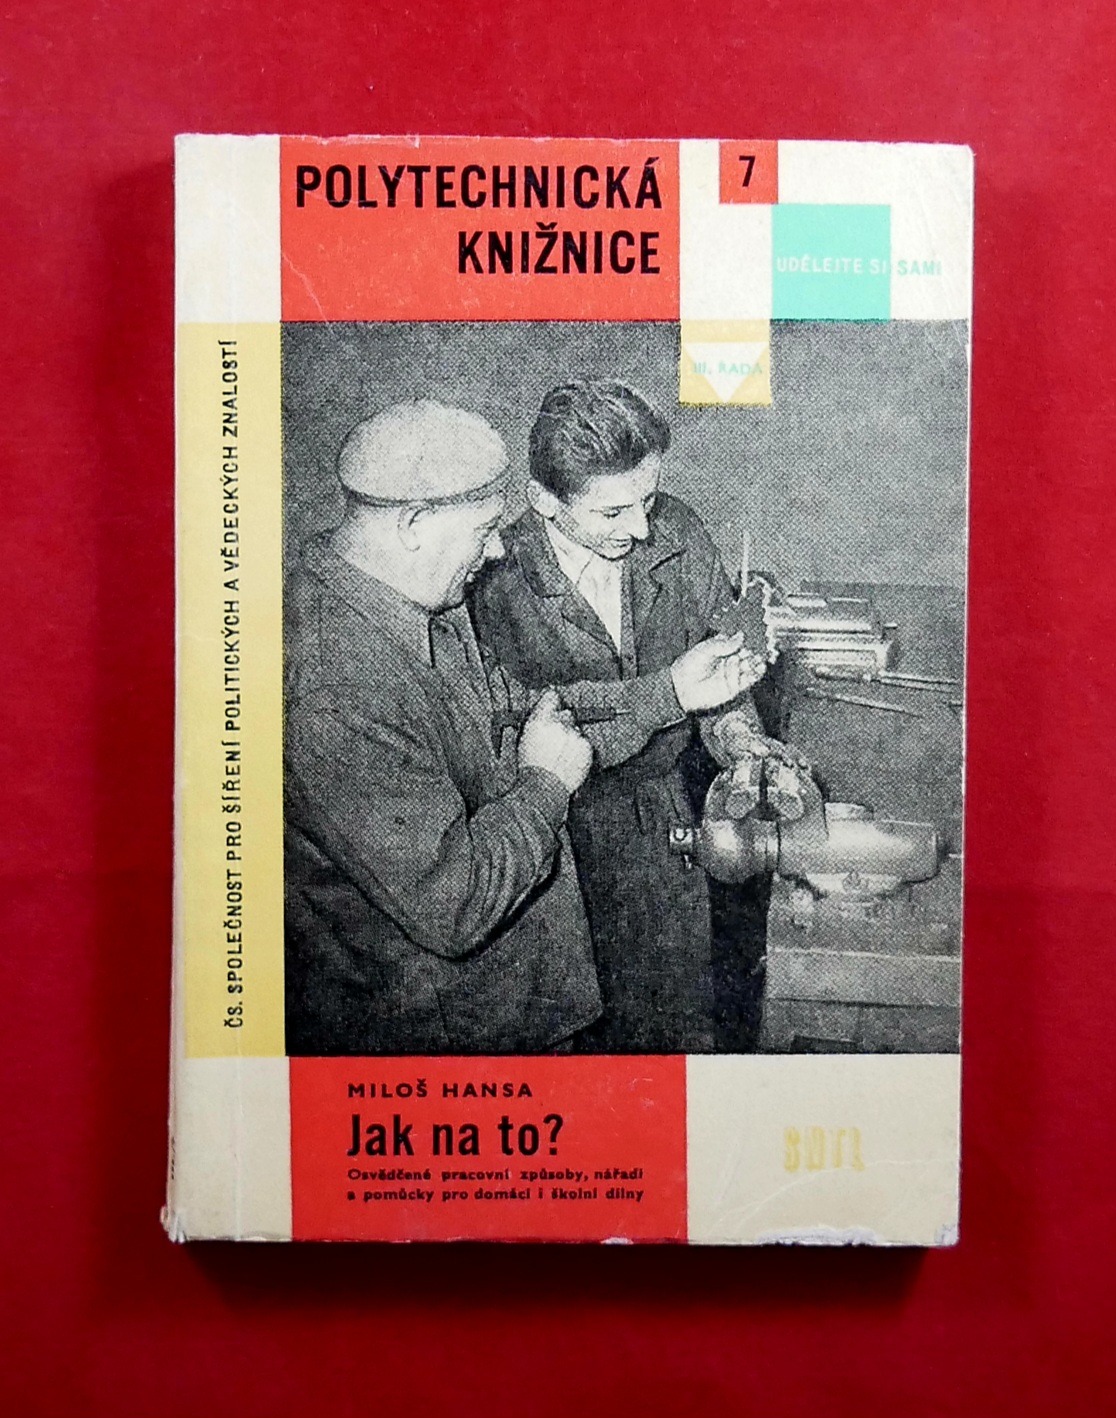 POLYTECHNICKÁ
KNIŽNICE
7
UDĚLEJTE SI SAMI
III. ŘADA
ČS. SPOLEČNOST PRO ŠÍŘENÍ POLITICKÝCH A VĚDECKÝCH ZNALOSTÍ
MILOŠ HANSA
Jak na to?
Osvědčené pracovní způsoby, nářadí
a pomůcky pro domácí i školní dílny
SNTL